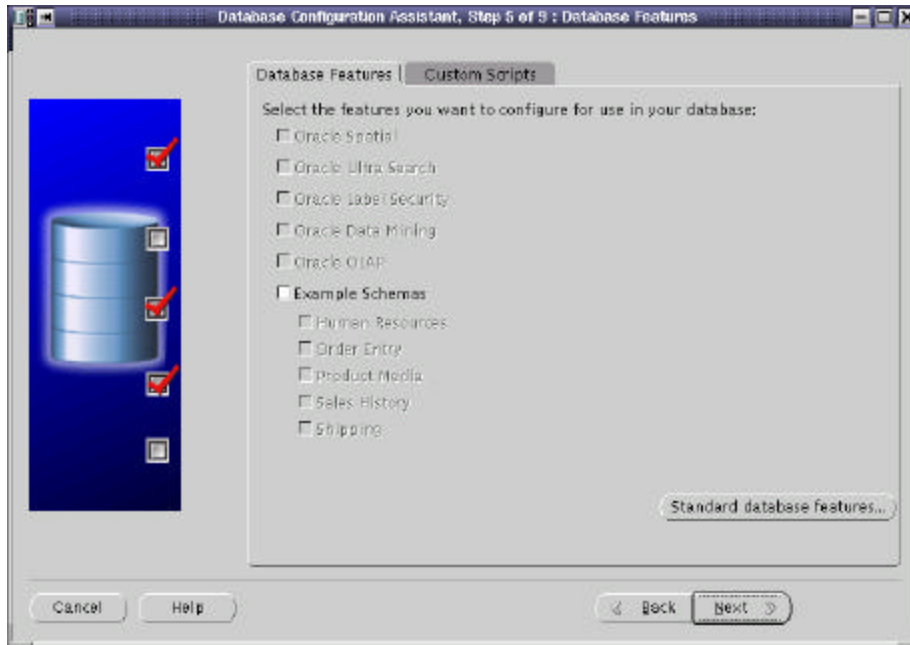 Database Configuration Assistant, Step 5 of 9 : Database Features
Database Features
Custom Scripts
Select the features you want to configure for use in your database:
Oracle Spatial
Oracle Ultra Search
Oracle Label Security
Oracle Data Mining
Oracle OLAP
Example Schemas
Human Resources
Order Entry
Product Media
Sales History
Shipping
Standard database features...
Cancel
Help
Back
Next